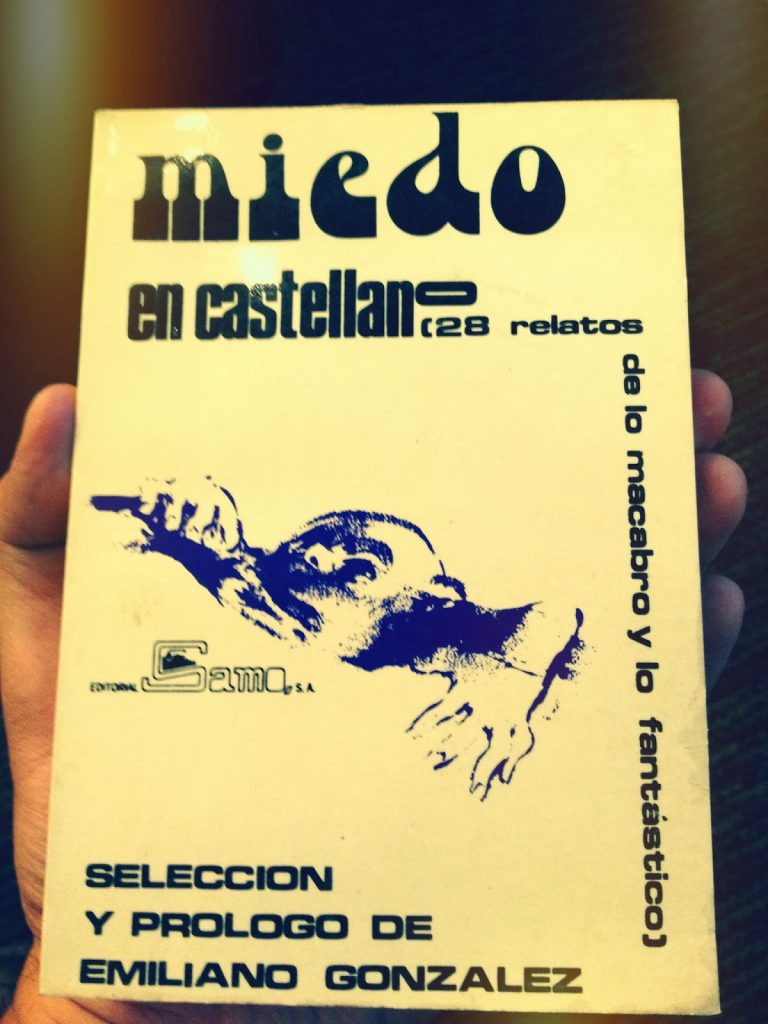 miedo
en castellano (28 relatos
de lo macabro y lo fantástico)
EDITORIAL Samo, S.A.
SELECCION
Y PROLOGO DE
EMILIANO GONZALEZ